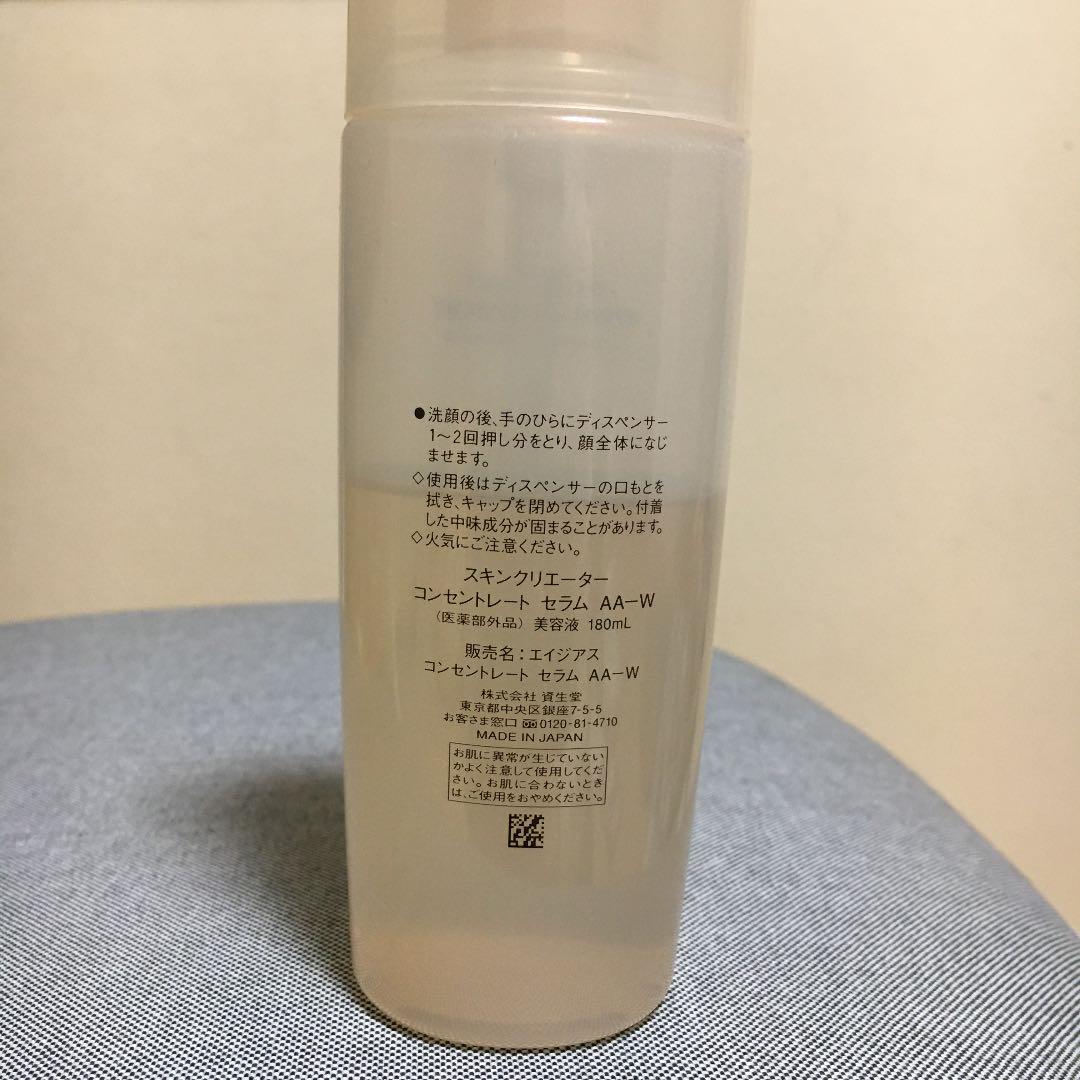 ●洗顔の後、手のひらにディスペンサー
1～2回押し分をとり、顔全体になじ
ませます。
◇使用後はディスペンサーの口もとを
拭き、キャップを閉めてください。付着
した中味成分が固まることがあります。
◇火気にご注意ください。
スキンクリエーター
コンセントレート セラム AA-W
(医薬部外品) 美容液 180mL
販売名：エイジアス
コンセントレート セラム AA-W
株式会社 資生堂
東京都中央区銀座7-5-5
お客さま窓口 0120-81-4710
MADE IN JAPAN
お肌に異常が生じていない
かよく注意して使用してくだ
さい。お肌に合わないとき
は、ご使用をおやめください。